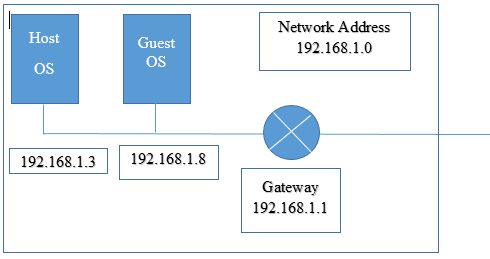 Host
OS
Guest
OS
Network Address
192.168.1.0
192.168.1.3
192.168.1.8
Gateway
192.168.1.1